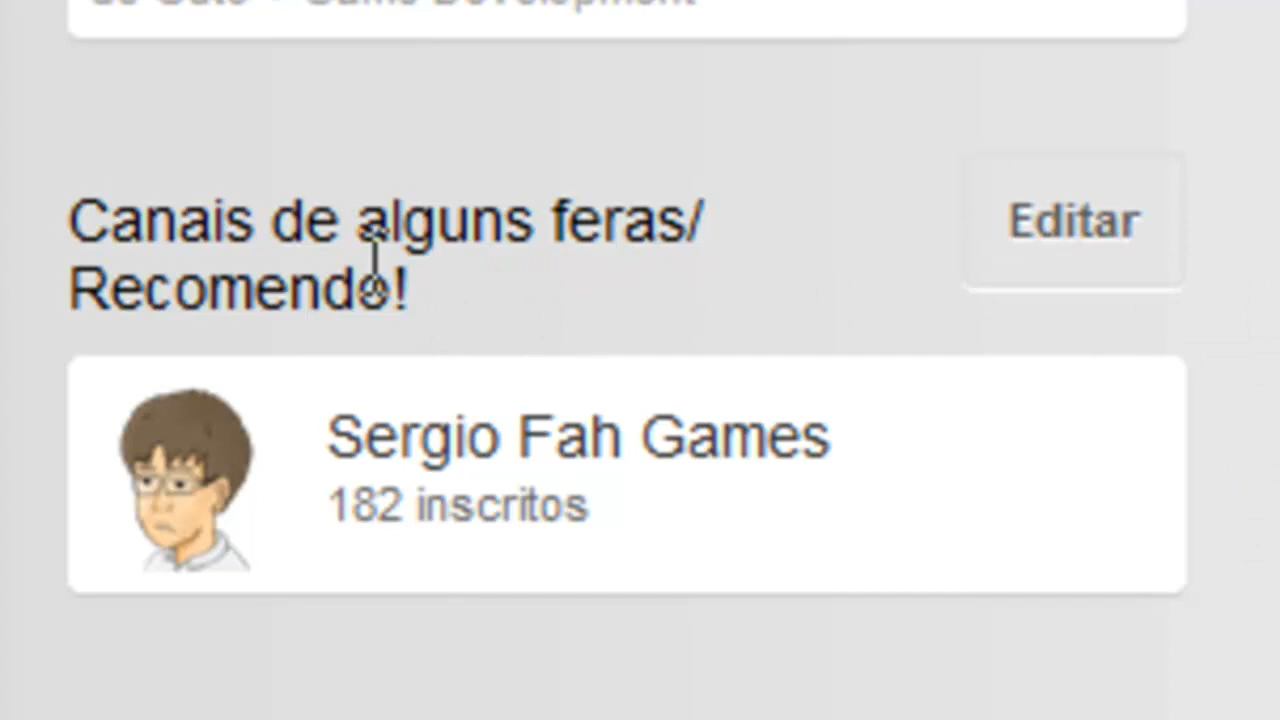 Canais de alguns feras/
Recomendo!
Editar
Sergio Fah Games
182 inscritos